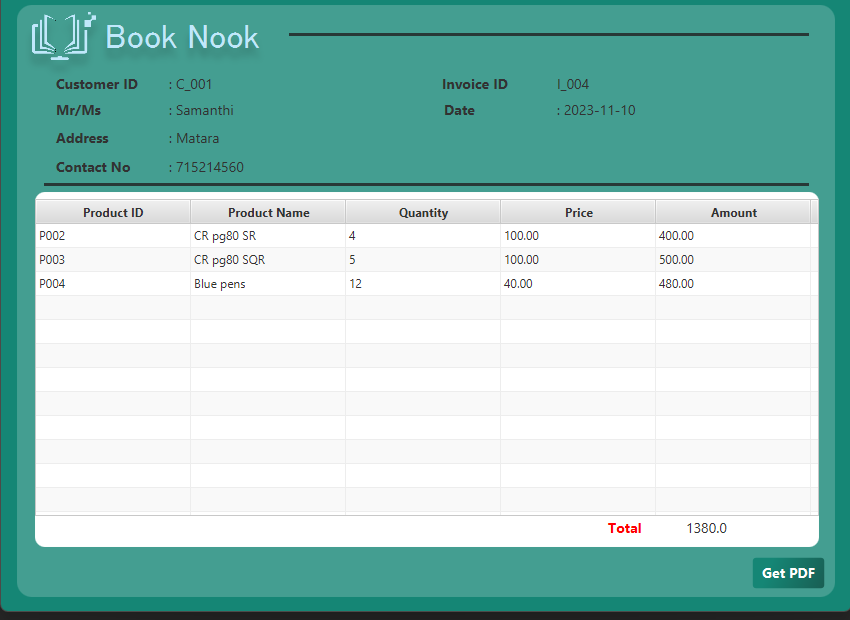 Book Nook
Customer ID : C_001 Invoice ID I_004
Mr/Ms : Samanthi Date : 2023-11-10
Address : Matara
Contact No : 715214560
Product ID Product Name Quantity Price Amount
P002 CR pg80 SR 4 100.00 400.00
P003 CR pg80 SQR 5 100.00 500.00
P004 Blue pens 12 40.00 480.00
Total 1380.0
Get PDF